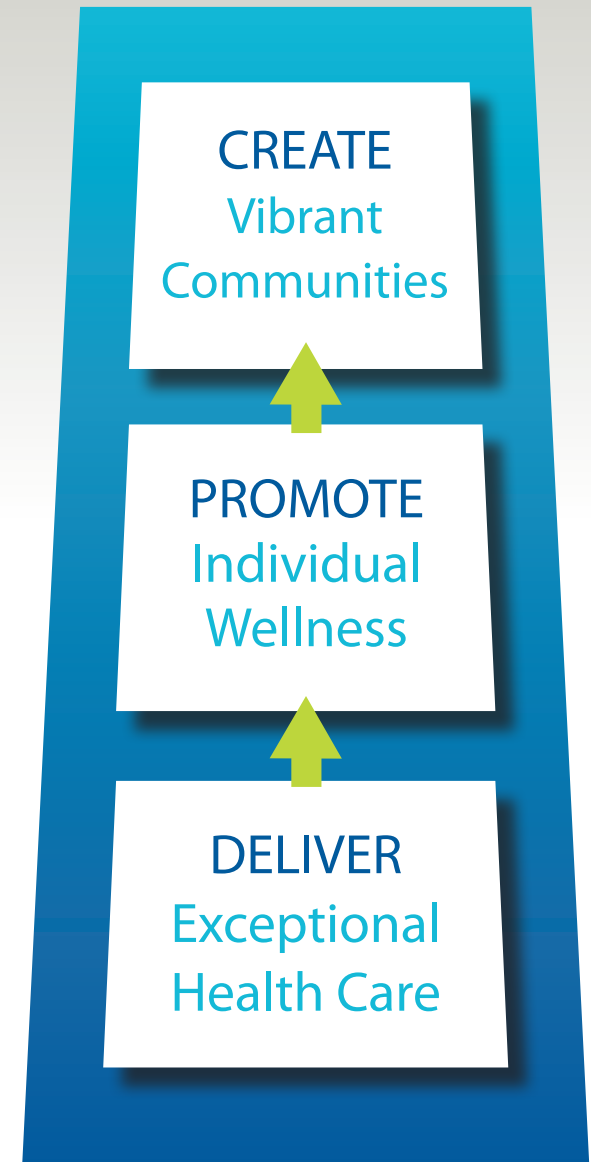 CREATE
Vibrant
Communities
PROMOTE
Individual
Wellness
DELIVER
Exceptional
Health Care